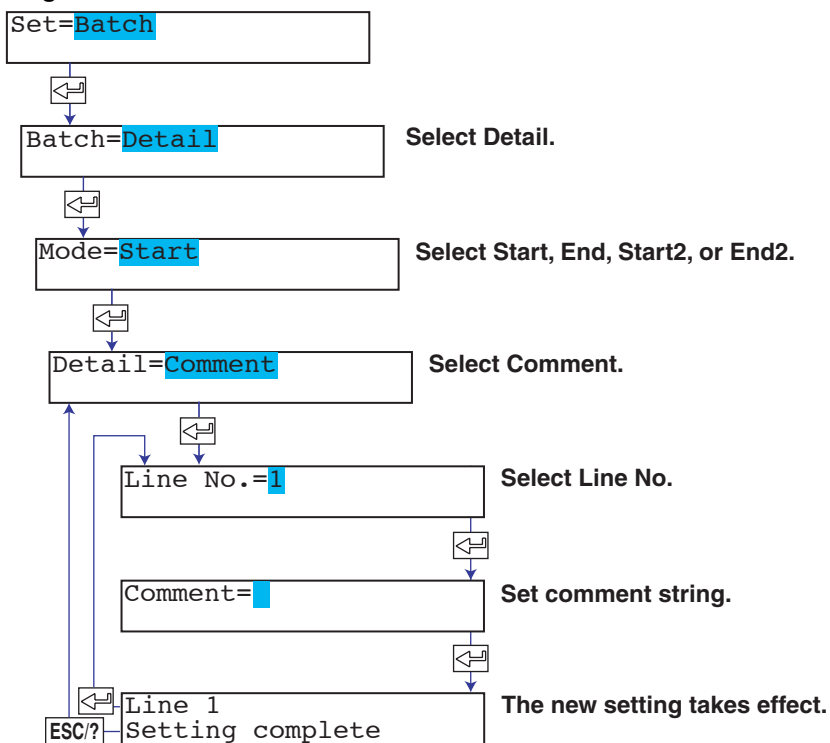 Set=Batch
Batch=Detail
Select Detail.
Mode=Start
Select Start, End, Start2, or End2.
Detail=Comment
Select Comment.
Line No.=1
Select Line No.
Comment=
Set comment string.
Line 1
The new setting takes effect.
ESC/?
Setting complete